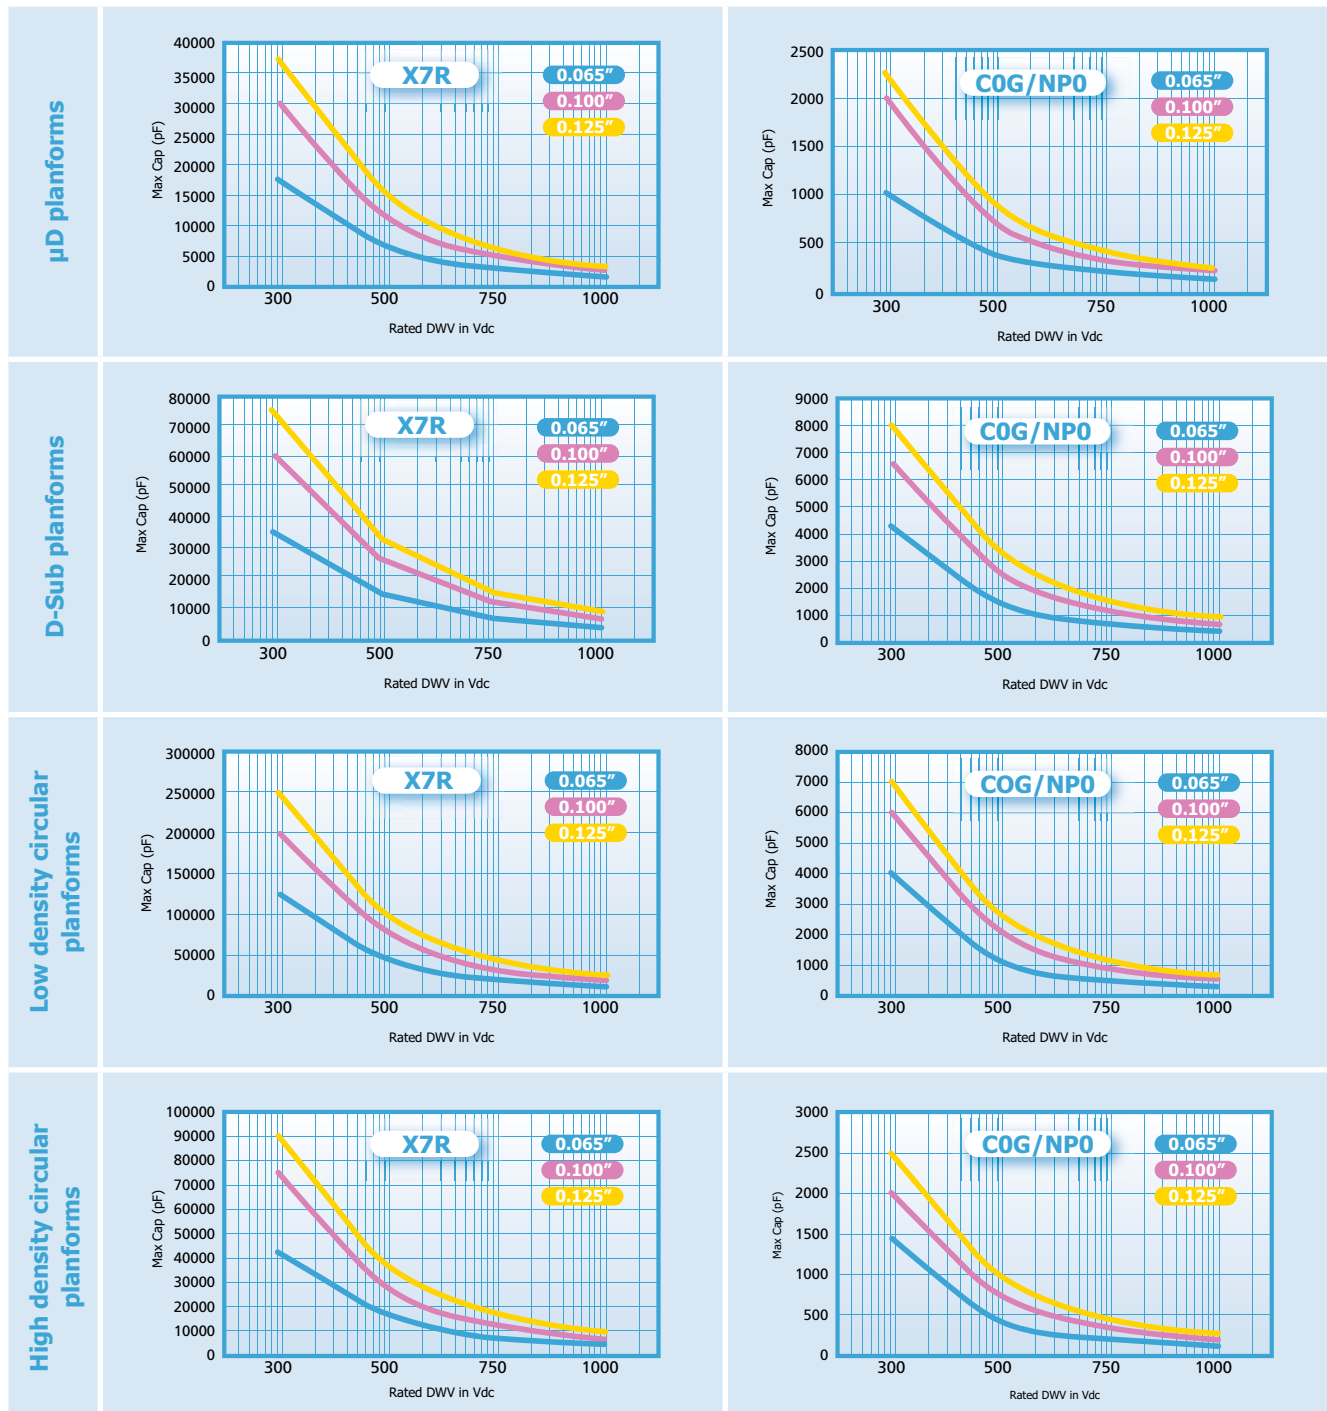 µD planforms
40000
35000
30000
25000
20000
15000
10000
5000
0
Max Cap (pF)
X7R
0.065″
0.100″
0.125″
300 500 750 1000
Rated DWV in Vdc
2500
2000
1500
1000
500
0
Max Cap (pF)
C0G/NP0
0.065″
0.100″
0.125″
300 500 750 1000
Rated DWV in Vdc
D-Sub planforms
80000
70000
60000
50000
40000
30000
20000
10000
0
Max Cap (pF)
X7R
0.065″
0.100″
0.125″
300 500 750 1000
Rated DWV in Vdc
9000
8000
7000
6000
5000
4000
3000
2000
1000
0
Max Cap (pF)
C0G/NP0
0.065″
0.100″
0.125″
300 500 750 1000
Rated DWV in Vdc
Low density circular
planforms
300000
250000
200000
150000
100000
50000
0
Max Cap (pF)
X7R
0.065″
0.100″
0.125″
300 500 750 1000
Rated DWV in Vdc
8000
7000
6000
5000
4000
3000
2000
1000
0
Max Cap (pF)
COG/NP0
0.065″
0.100″
0.125″
300 500 750 1000
Rated DWV in Vdc
High density circular
planforms
100000
90000
80000
70000
60000
50000
40000
30000
20000
10000
0
Max Cap (pF)
X7R
0.065″
0.100″
0.125″
300 500 750 1000
Rated DWV in Vdc
3000
2500
2000
1500
1000
500
0
Max Cap (pF)
C0G/NP0
0.065″
0.100″
0.125″
300 500 750 1000
Rated DWV in Vdc